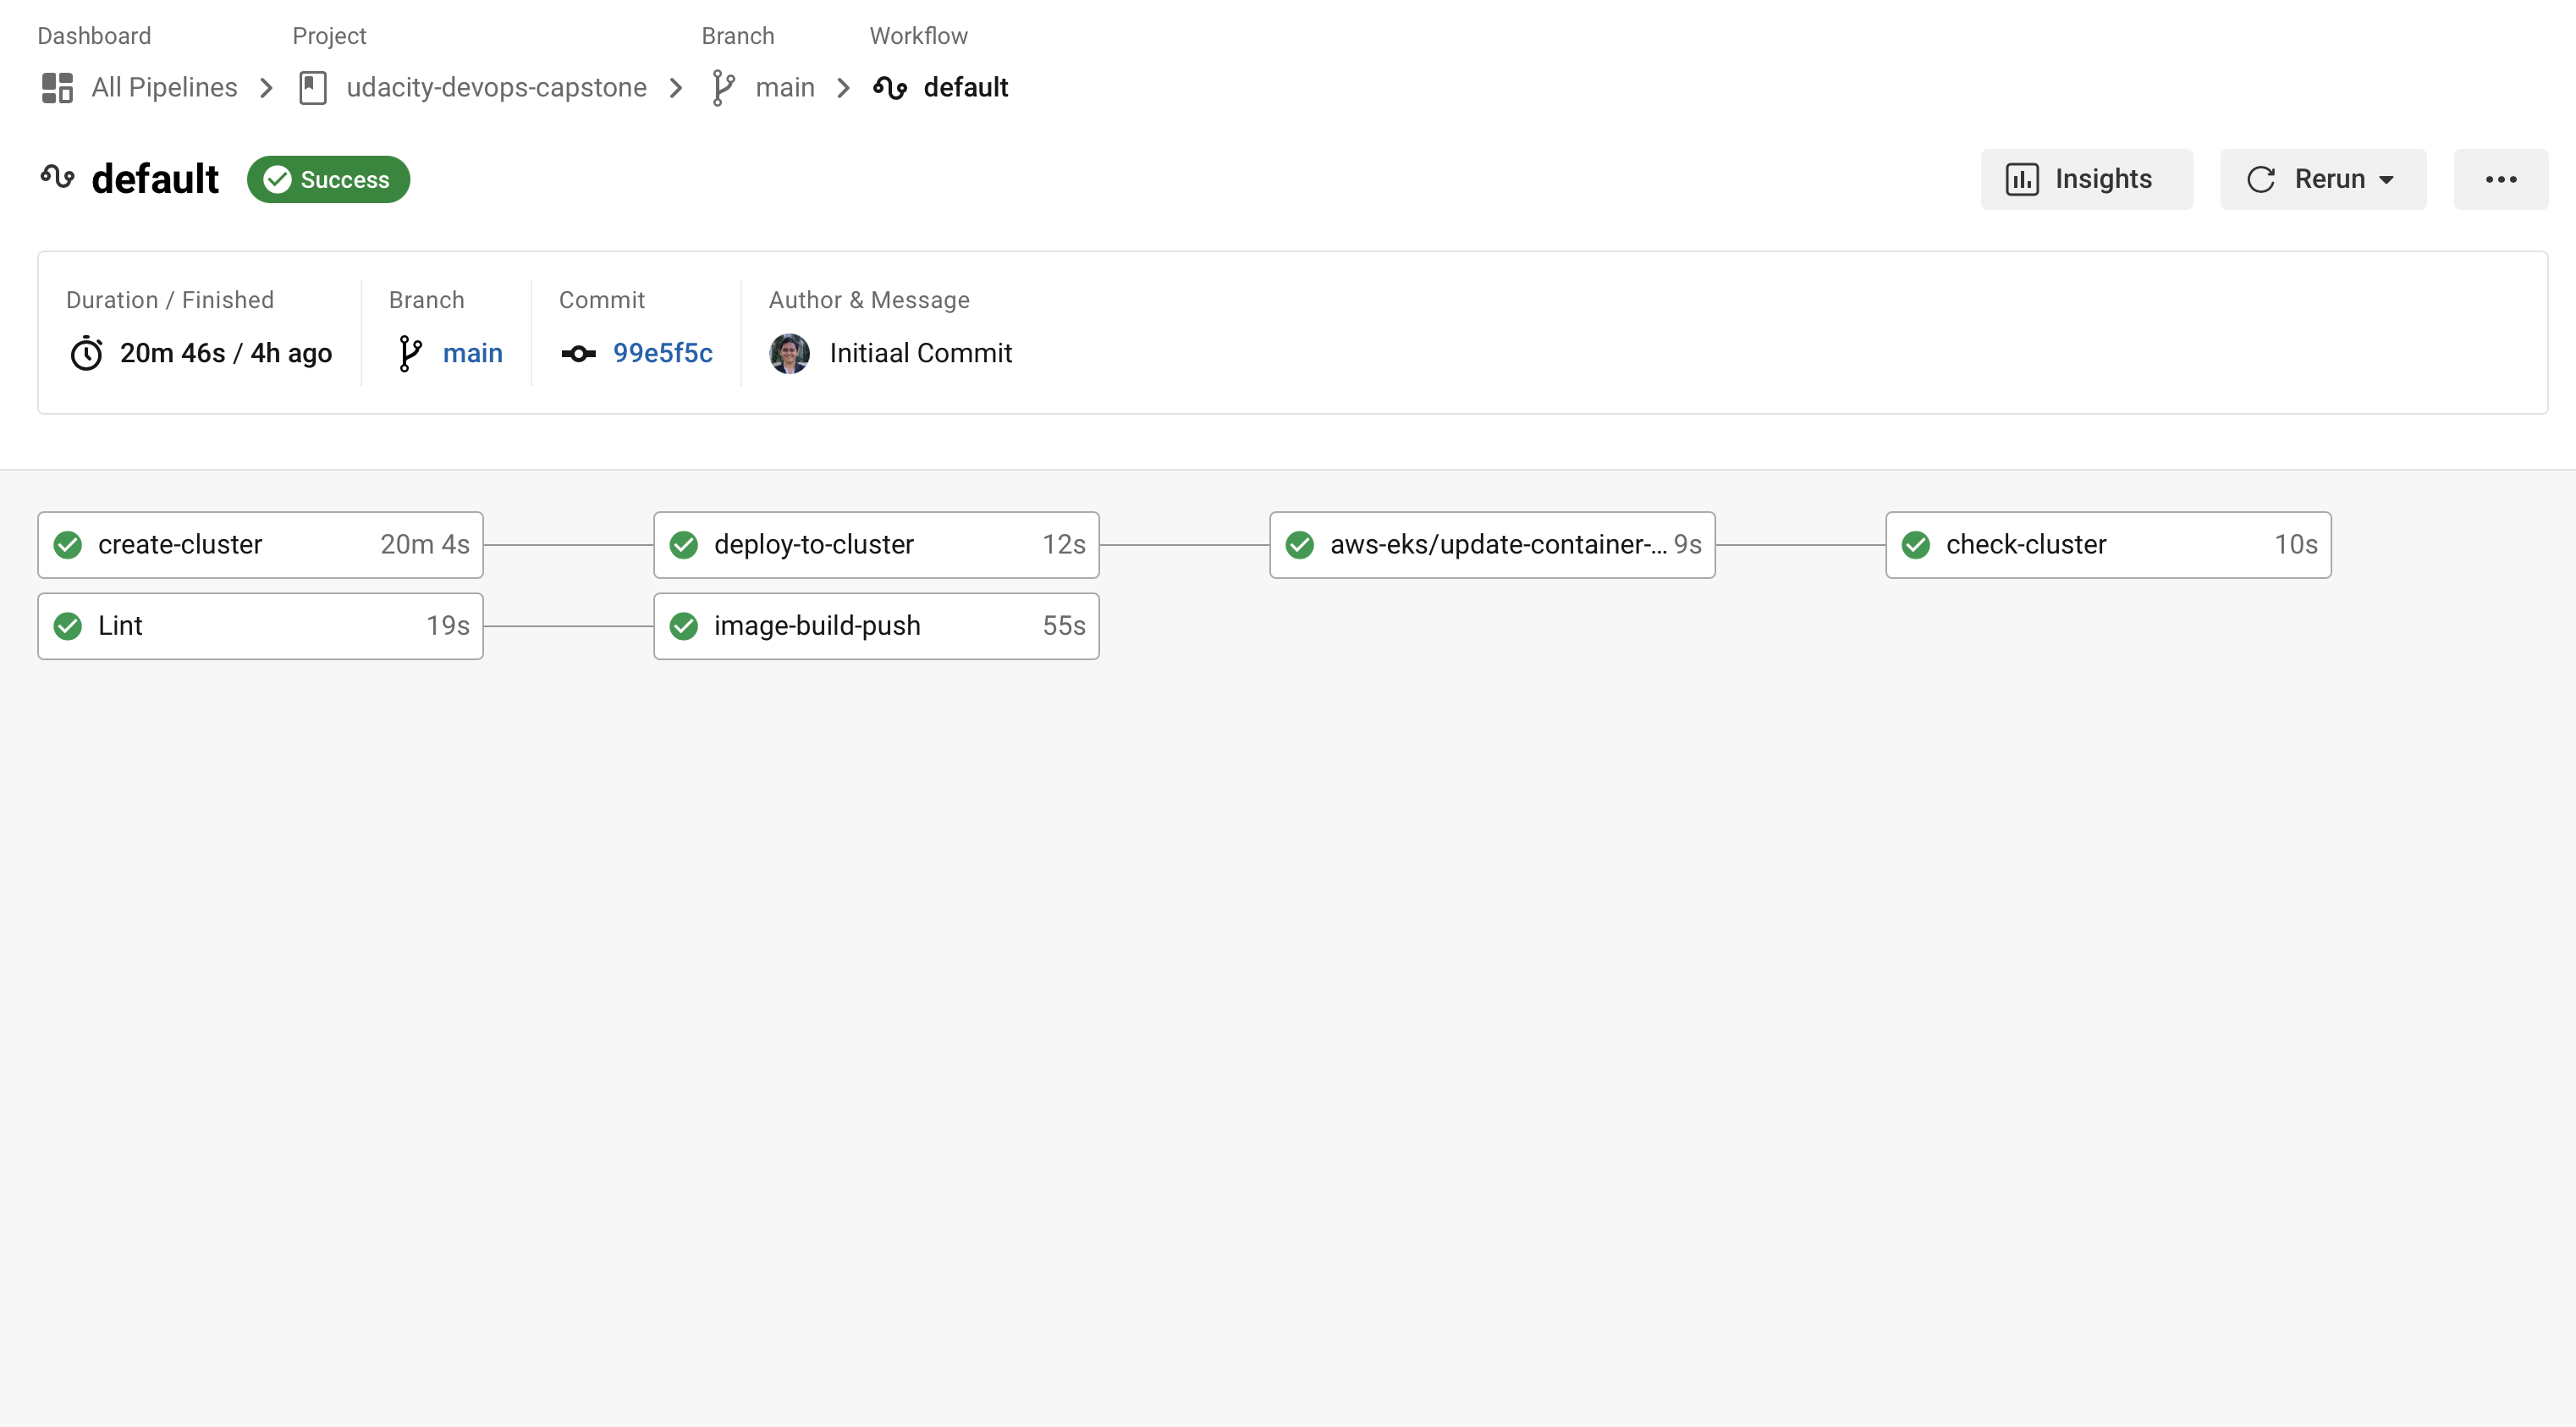 Dashboard Project Branch Workflow
All Pipelines udacity-devops-capstone main default
default Success Insights Rerun
Duration / Finished Branch Commit Author & Message
20m 46s / 4h ago main 99e5f5c Initiaal Commit
create-cluster 20m 4s deploy-to-cluster 12s aws-eks/update-container-... 9s check-cluster 10s
Lint 19s image-build-push 55s